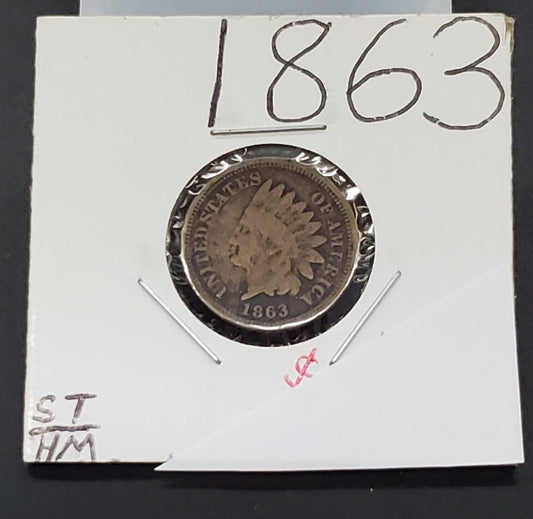 1863
UNITED STATES OF AMERICA
1863
ST
HM